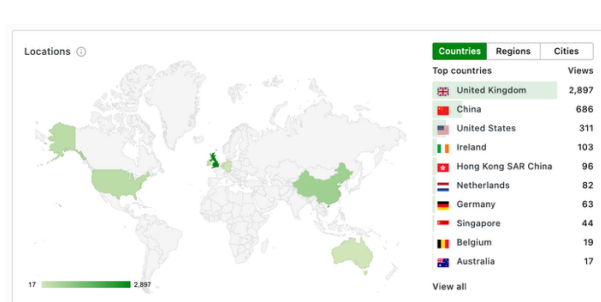 Locations
Countries Regions Cities
Top countries Views
United Kingdom 2,897
China 686
United States 311
Ireland 103
Hong Kong SAR China 96
Netherlands 82
Germany 63
Singapore 44
Belgium 19
Australia 17
17 2,897
View all